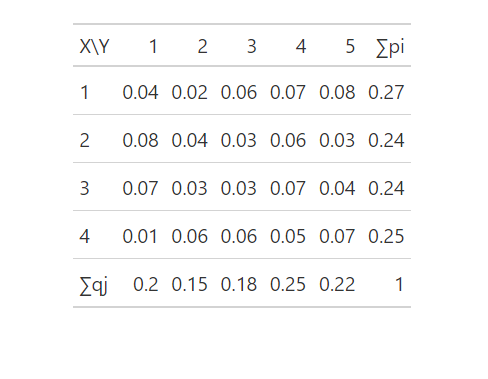 X\Y 1 2 3 4 5 ∑pi
1 0.04 0.02 0.06 0.07 0.08 0.27
2 0.08 0.04 0.03 0.06 0.03 0.24
3 0.07 0.03 0.03 0.07 0.04 0.24
4 0.01 0.06 0.06 0.05 0.07 0.25
∑qj 0.2 0.15 0.18 0.25 0.22 1